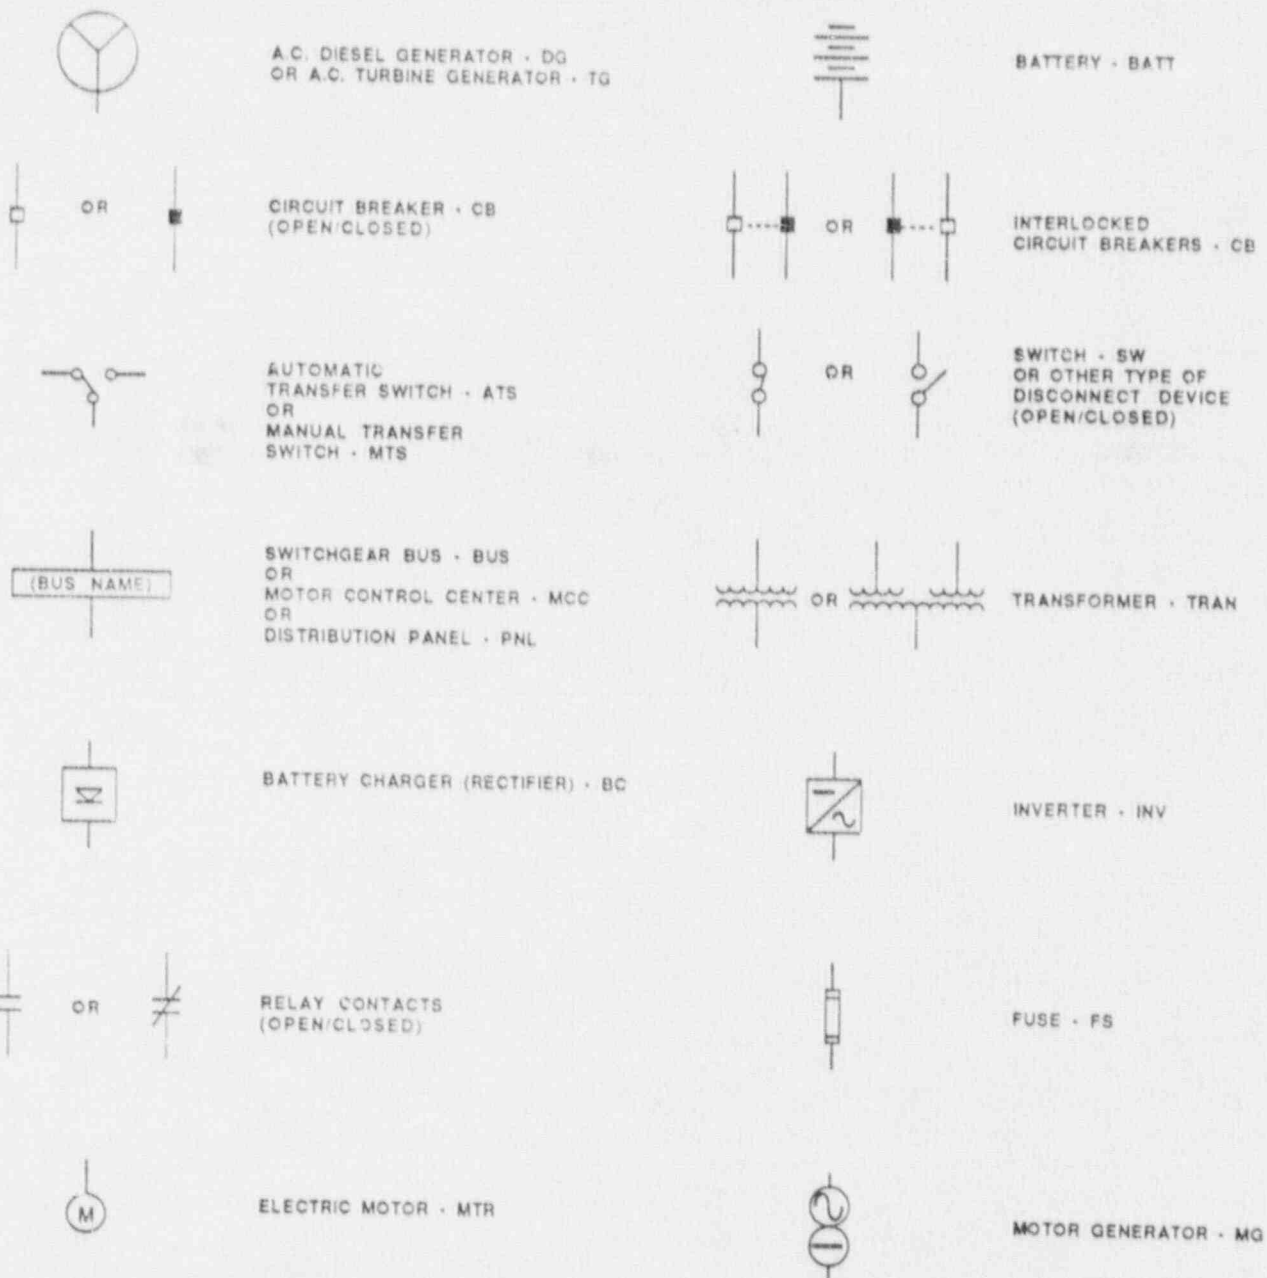 A.C. DIESEL GENERATOR - DG
OR A.C. TURBINE GENERATOR - TG
BATTERY - BATT
OR
CIRCUIT BREAKER - CB
(OPEN/CLOSED)
OR
INTERLOCKED
CIRCUIT BREAKERS - CB
AUTOMATIC
TRANSFER SWITCH - ATS
OR
MANUAL TRANSFER
SWITCH - MTS
OR
SWITCH - SW
OR OTHER TYPE OF
DISCONNECT DEVICE
(OPEN/CLOSED)
(BUS NAME)
SWITCHGEAR BUS - BUS
OR
MOTOR CONTROL CENTER - MCC
OR
DISTRIBUTION PANEL - PNL
OR
TRANSFORMER - TRAN
BATTERY CHARGER (RECTIFIER) - BC
INVERTER - INV
OR
RELAY CONTACTS
(OPEN/CLOSED)
FUSE - FS
M
ELECTRIC MOTOR - MTR
MOTOR GENERATOR - MG